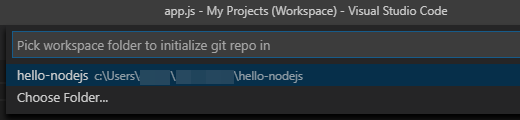 app.js - My Projects (Workspace) - Visual Studio Code
Pick workspace folder to initialize git repo in
hello-nodejs c:\Users\ \ \hello-nodejs
Choose Folder...